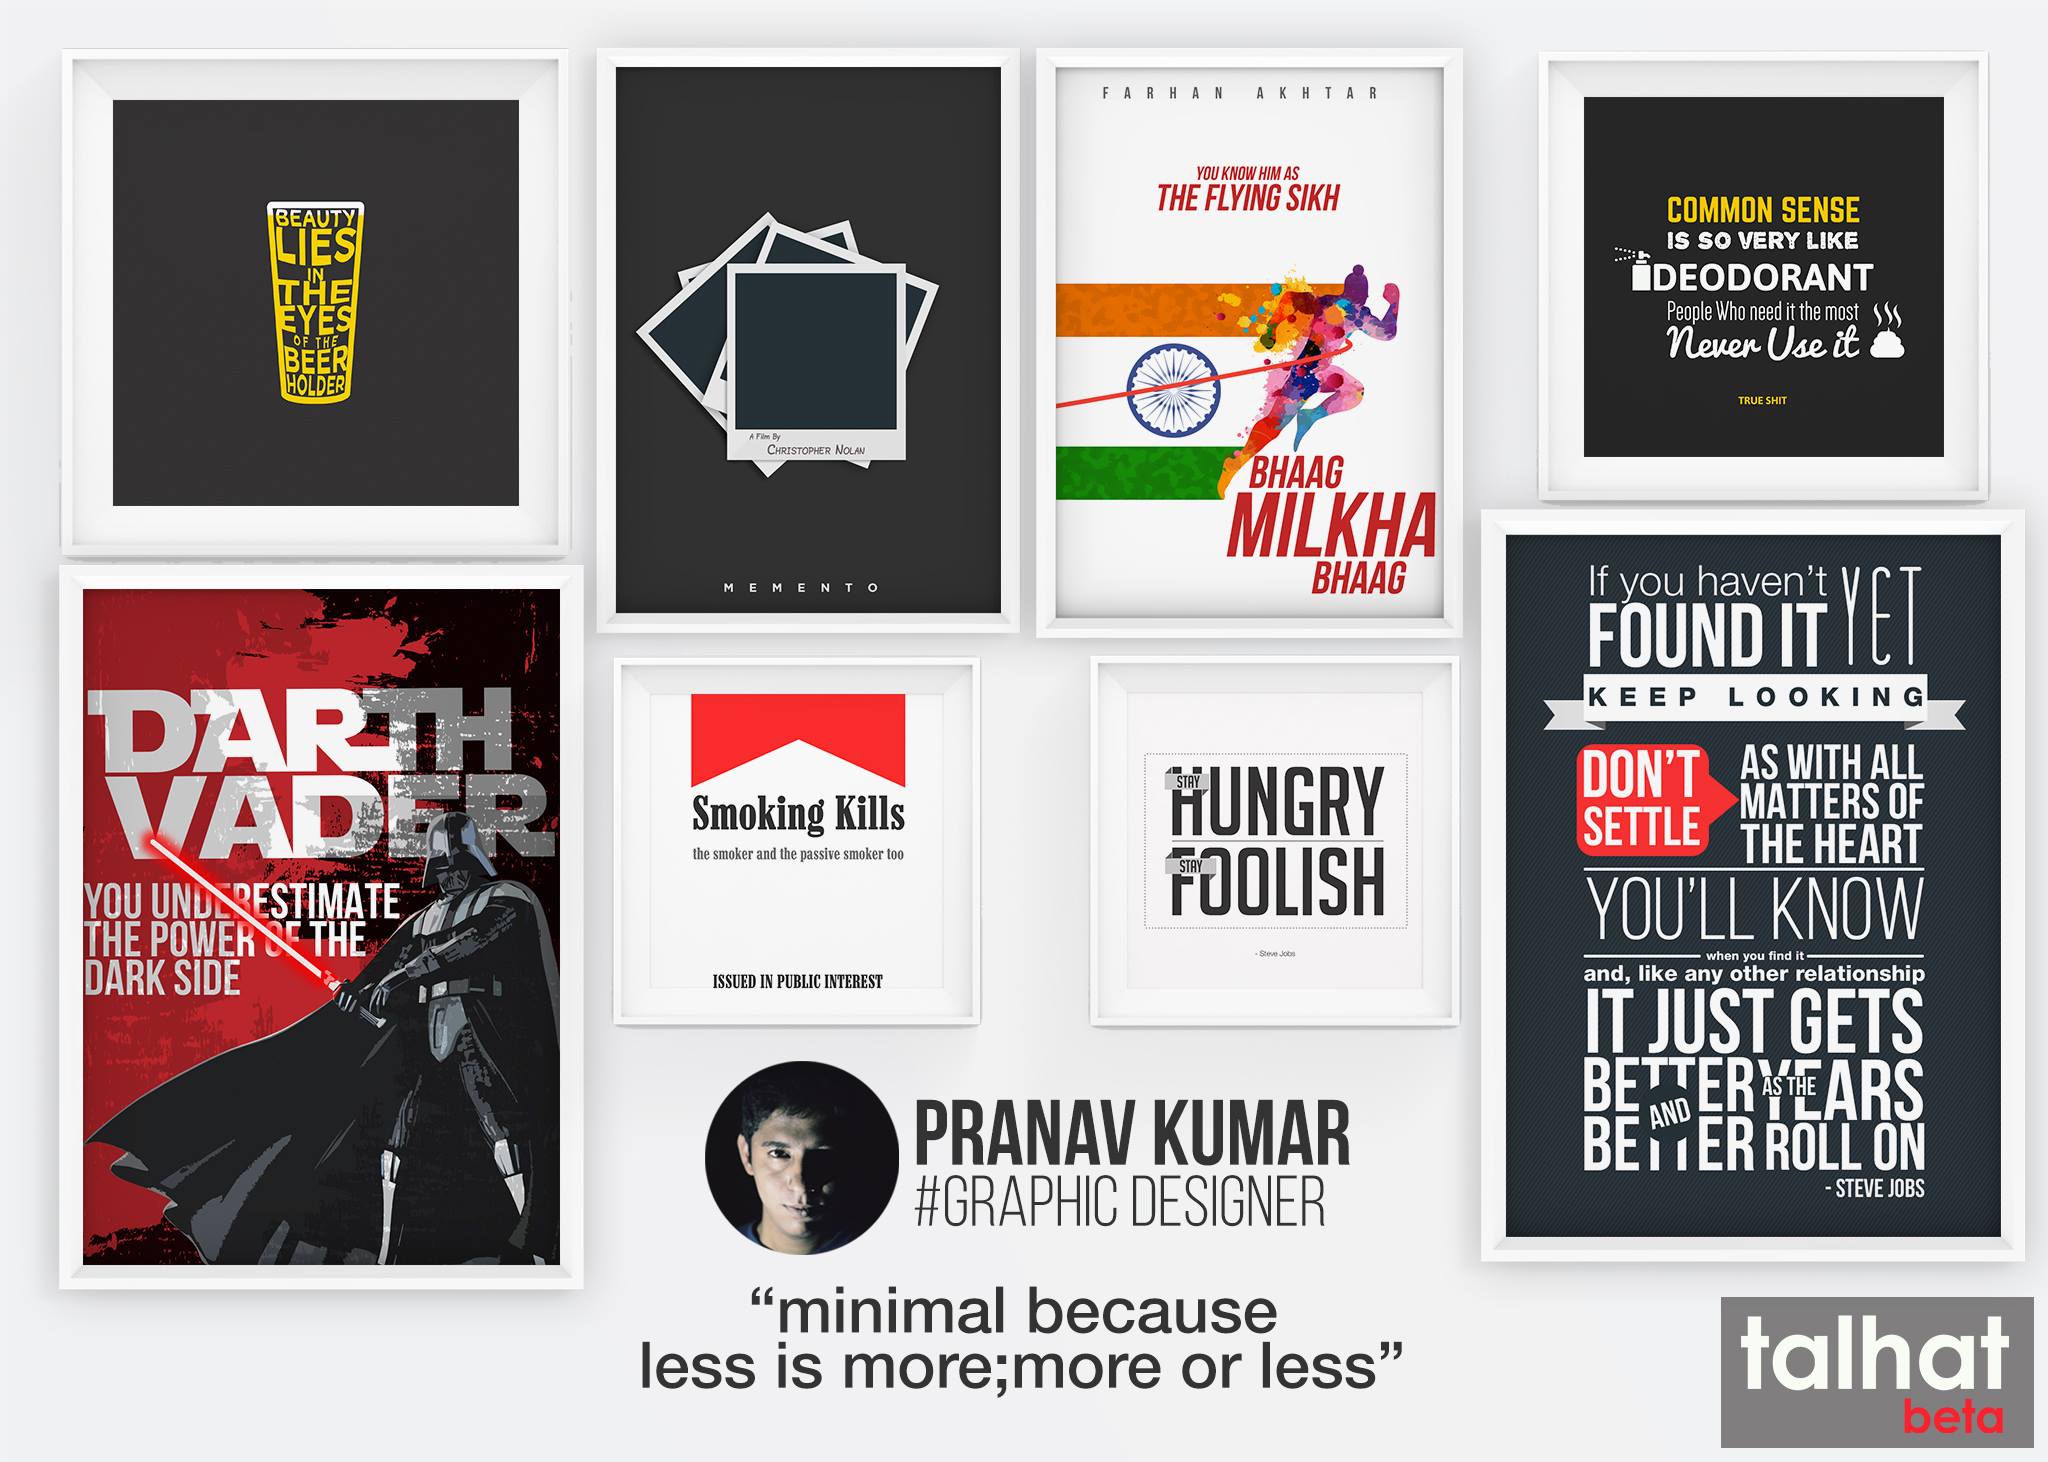 BEAUTY
LIES
IN
THE
EYES
OF THE
BEER
HOLDER
A Film By
CHRISTOPHER NOLAN
MEMENTO
FARHAN AKHTAR
YOU KNOW HIM AS
THE FLYING SIKH
BHAAG
MILKHA
BHAAG
COMMON SENSE
IS SO VERY LIKE
DEODORANT
People Who need it the most
Never Use it
TRUE SHIT
DARTH
VADER
YOU UNDERESTIMATE
THE POWER OF THE
DARK SIDE
Smoking Kills
the smoker and the passive smoker too
ISSUED IN PUBLIC INTEREST
STAY HUNGRY
STAY FOOLISH
- Steve Jobs
If you haven't
FOUND IT YET
KEEP LOOKING
DON'T
SETTLE
AS WITH ALL
MATTERS OF
THE HEART
YOU'LL KNOW
when you find it
and, like any other relationship
IT JUST GETS
BETTER
AND
BETTER
AS THE
YEARS
ROLL ON
- STEVE JOBS
PRANAV KUMAR
#GRAPHIC DESIGNER
“minimal because
less is more;more or less”
talhat
beta